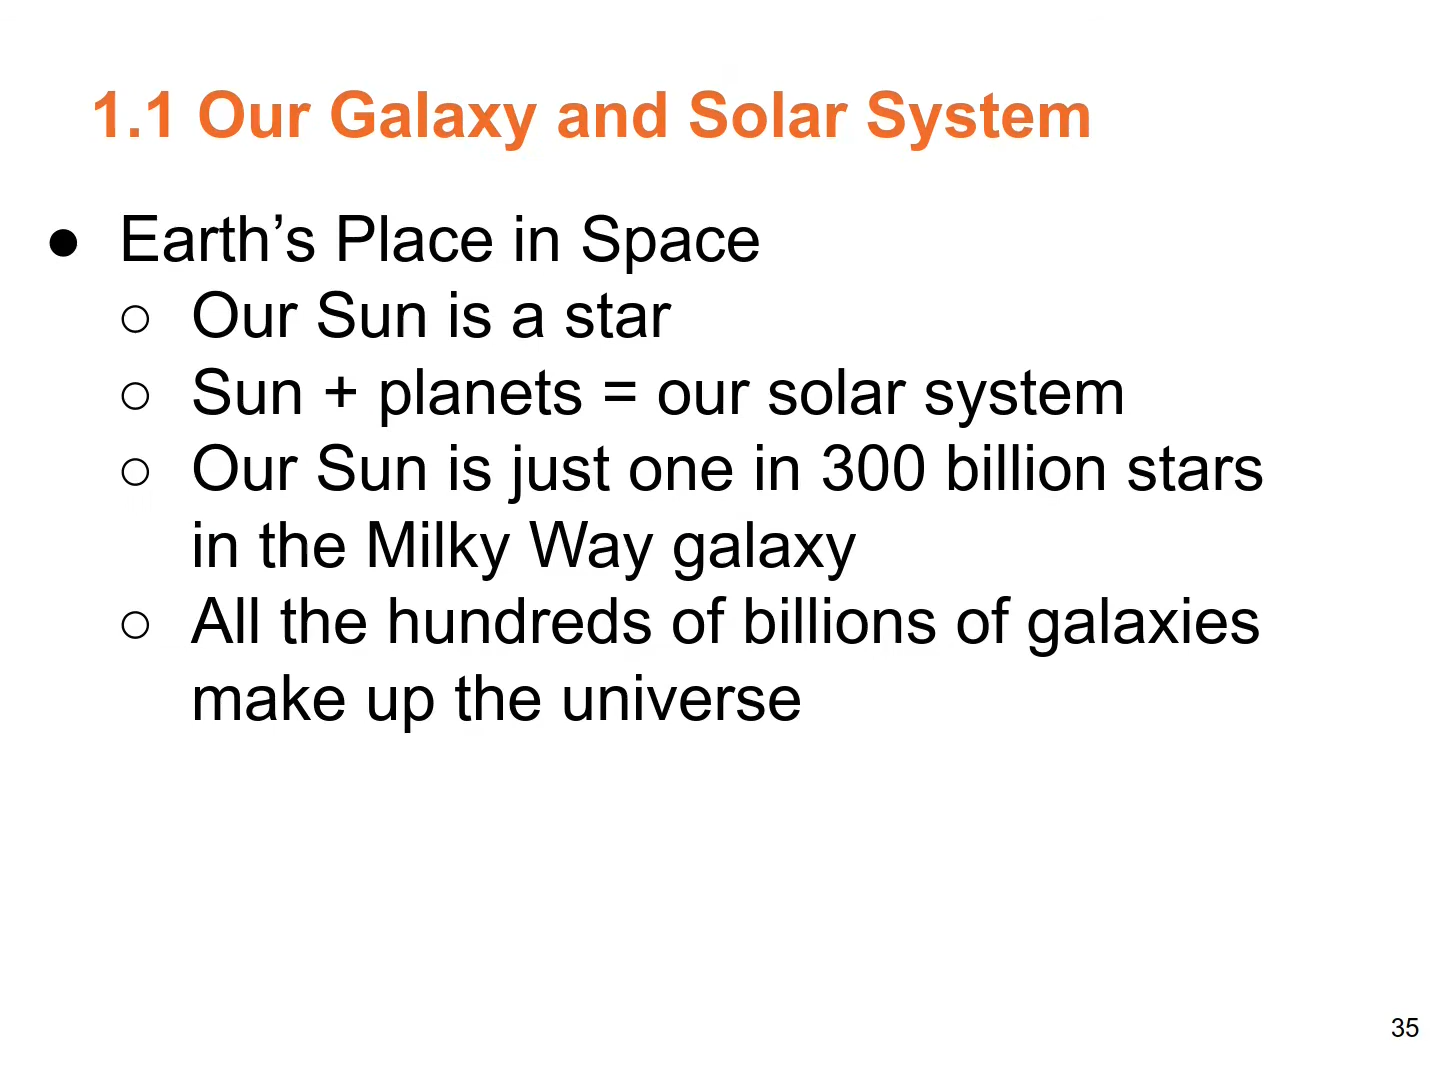 1.1 Our Galaxy and Solar System
● Earth’s Place in Space
○ Our Sun is a star
○ Sun + planets = our solar system
○ Our Sun is just one in 300 billion stars
in the Milky Way galaxy
○ All the hundreds of billions of galaxies
make up the universe
35